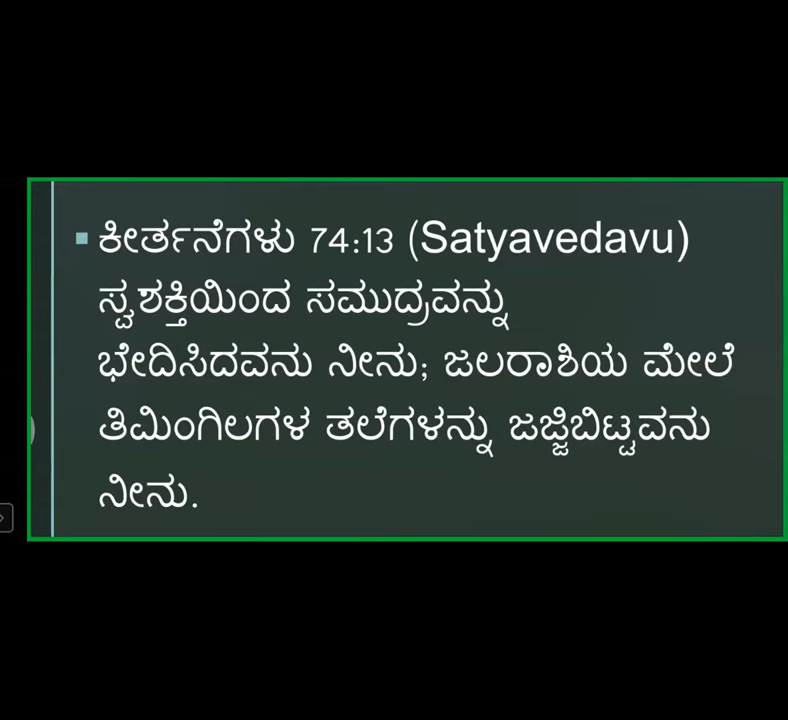 ಕೀರ್ತನೆಗಳು 74:13 (Satyavedavu)
ಸ್ವಶಕ್ತಿಯಿಂದ ಸಮುದ್ರವನ್ನು
ಭೇದಿಸಿದವನು ನೀನು; ಜಲರಾಶಿಯ ಮೇಲೆ
ತಿಮಿಂಗಿಲಗಳ ತಲೆಗಳನ್ನು ಜಜ್ಜಿಬಿಟ್ಟವನು
ನೀನು.